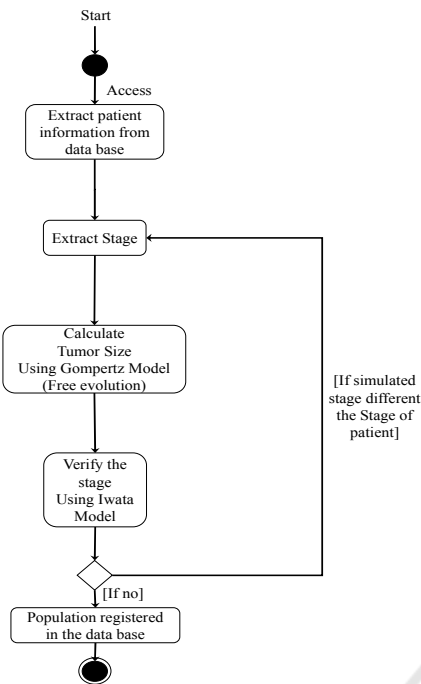 Start
Access
Extract patient
information from
data base
Extract Stage
Calculate
Tumor Size
Using Gompertz Model
(Free evolution)
[If simulated
stage different
the Stage of
patient]
Verify the
stage
Using Iwata
Model
[If no]
Population registered
in the data base